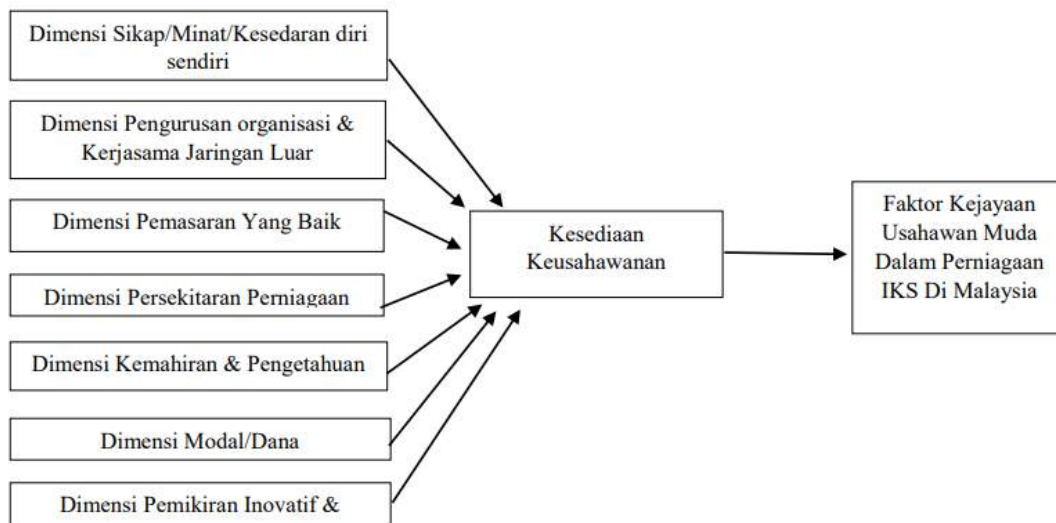 Dimensi Sikap/Minat/Kesedaran diri
sendiri
Dimensi Pengurusan organisasi &
Kerjasama Jaringan Luar
Dimensi Pemasaran Yang Baik
Dimensi Persekitaran Perniagaan
Dimensi Kemahiran & Pengetahuan
Dimensi Modal/Dana
Dimensi Pemikiran Inovatif &
Kesediaan
Keusahawanan
Faktor Kejayaan
Usahawan Muda
Dalam Perniagaan
IKS Di Malaysia